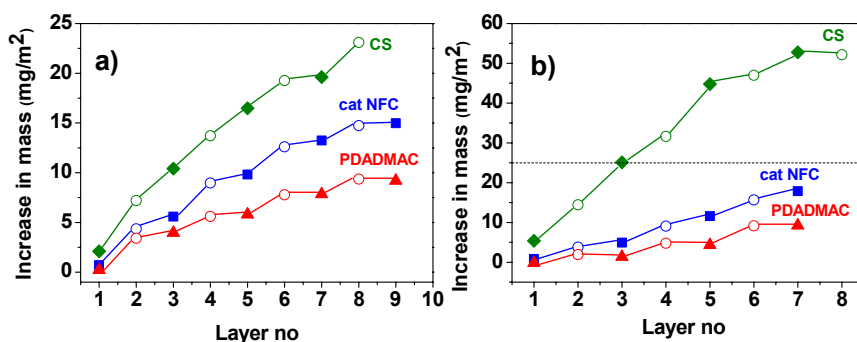 a)
Increase in mass (mg/m²)
25
20
15
10
5
0
CS
cat NFC
PDADMAC
1 2 3 4 5 6 7 8 9 10
Layer no
b)
Increase in mass (mg/m²)
60
50
40
30
20
10
0
CS
cat NFC
PDADMAC
1 2 3 4 5 6 7 8
Layer no